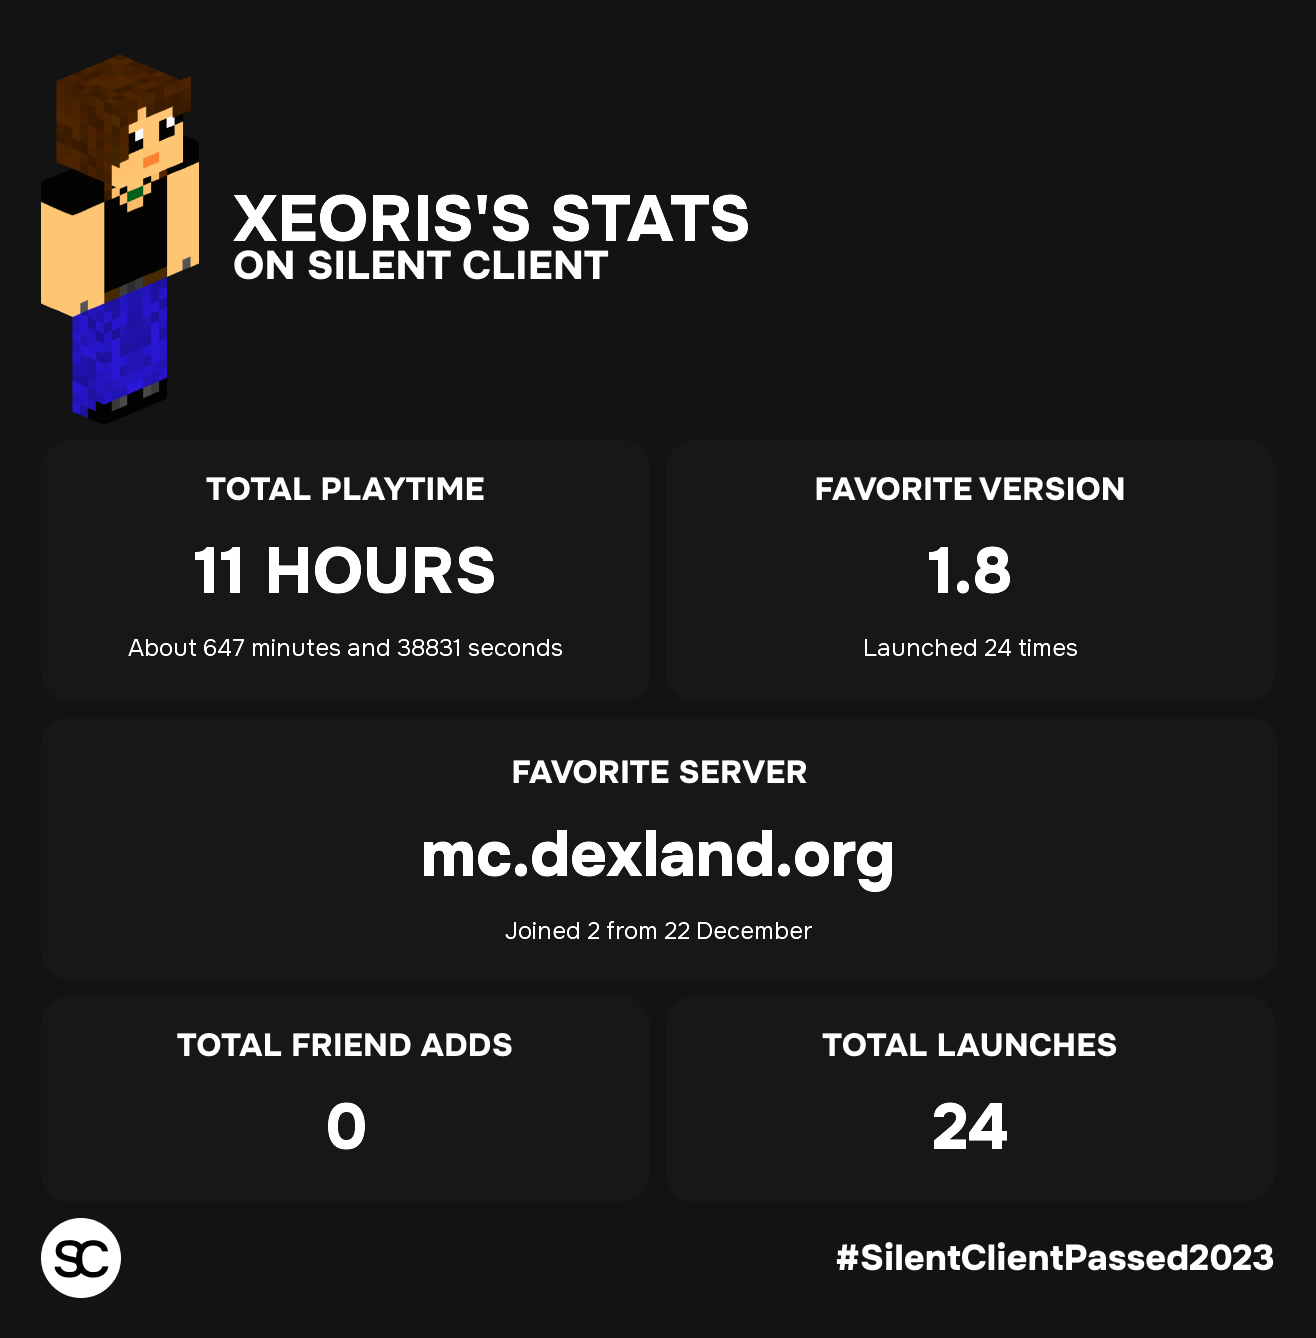 XEORIS'S STATS
ON SILENT CLIENT
TOTAL PLAYTIME
11 HOURS
About 647 minutes and 38831 seconds
FAVORITE VERSION
1.8
Launched 24 times
FAVORITE SERVER
mc.dexland.org
Joined 2 from 22 December
TOTAL FRIEND ADDS
0
TOTAL LAUNCHES
24
SC
#SilentClientPassed2023